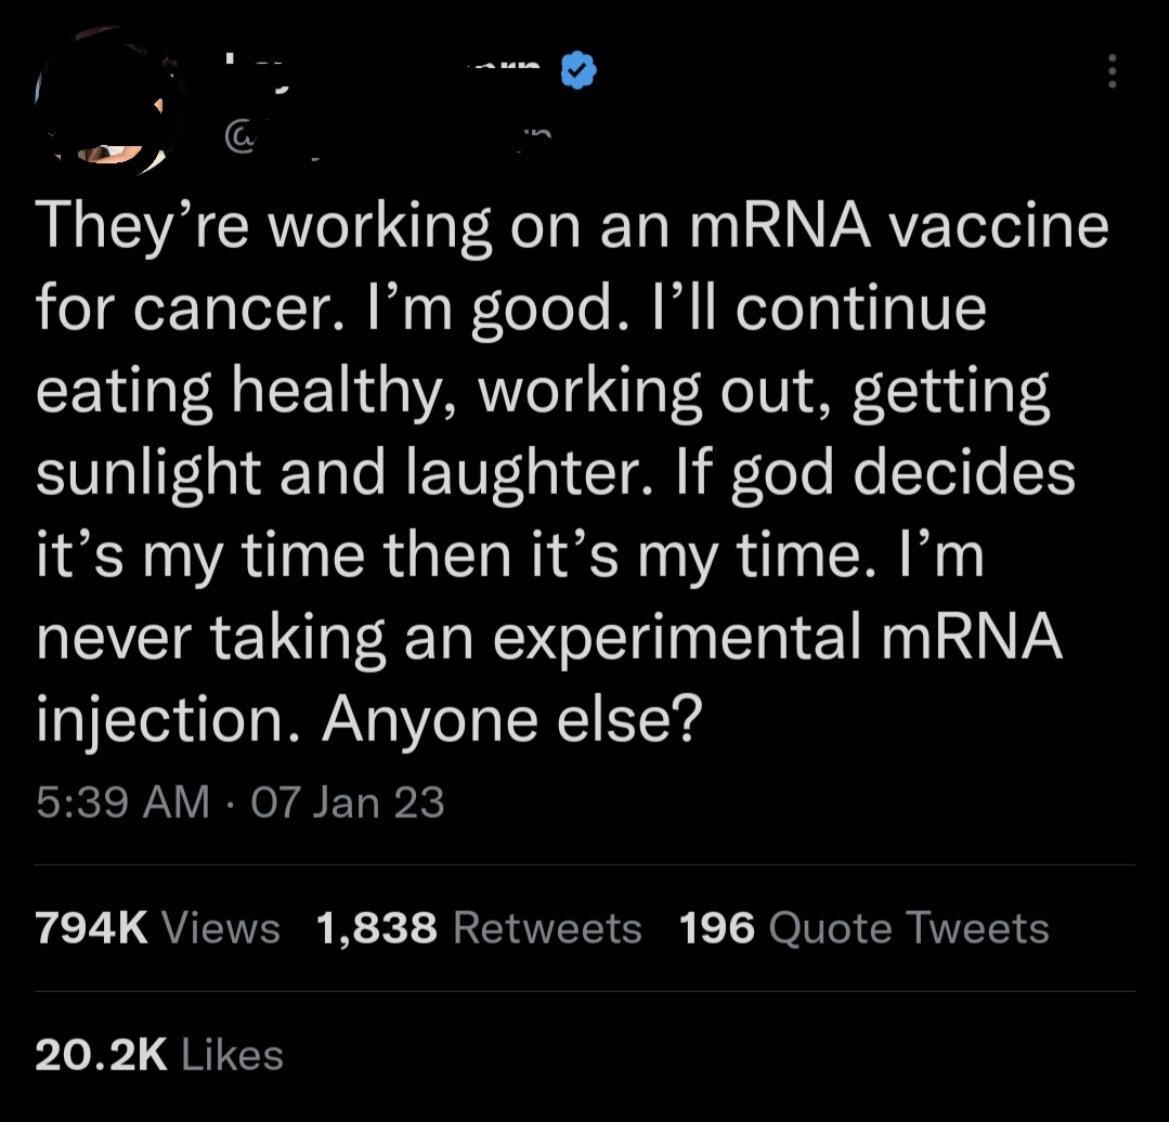 They’re working on an mRNA vaccine
for cancer. I’m good. I’ll continue
eating healthy, working out, getting
sunlight and laughter. If god decides
it’s my time then it’s my time. I’m
never taking an experimental mRNA
injection. Anyone else?
5:39 AM · 07 Jan 23
794K Views 1,838 Retweets 196 Quote Tweets
20.2K Likes